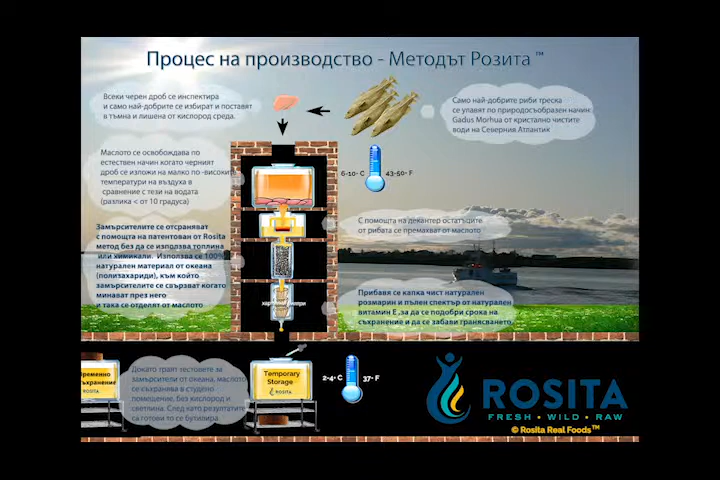 Процес на производство - Методът Розита ™
Всеки черен дроб се инспектира
и само най-добрите се избират и поставят
в тъмна и лишена от кислород среда.
Само най-добрите риби треска
се улавят по природосъобразен начин
Gadus Morhua от кристално чистите
води на Северния Атлантик
Маслото се освобождава по
естествен начин когато черният
дроб се изложи на малко по -високи
температури на въздуха в
сравнение с тези на водата
(разлика < от 10 градуса)
6-10- C
43-50- F
С помощта на декантер остатъците
от рибата се премахват от маслото
Замърсителите се отсраняват
с помощта на патентован от Rosita
метод без да се използва топлина
или химикали. Използва се 100%
натурален материал от океана
(полизахариди), към който
замърсителите се свързват когато
минават през него
и така се отделят от маслото
Прибавя се капка чист натурален
розмарин и пълен спектър от натурален
витамин Е ,за да се подобри срока на
съхранение и да се забави гранясването.
временно
съхранение
ROSITA
Докато траят тестовете за
замърсители от океана, маслото
се съхранява в студено
помещение, без кислород и
светлина. След като резултатите
са готови то се бутилира
Temporary
Storage
ROSITA
2-4- C
37- F
ROSITA
FRESH • WILD • RAW
© Rosita Real Foods™